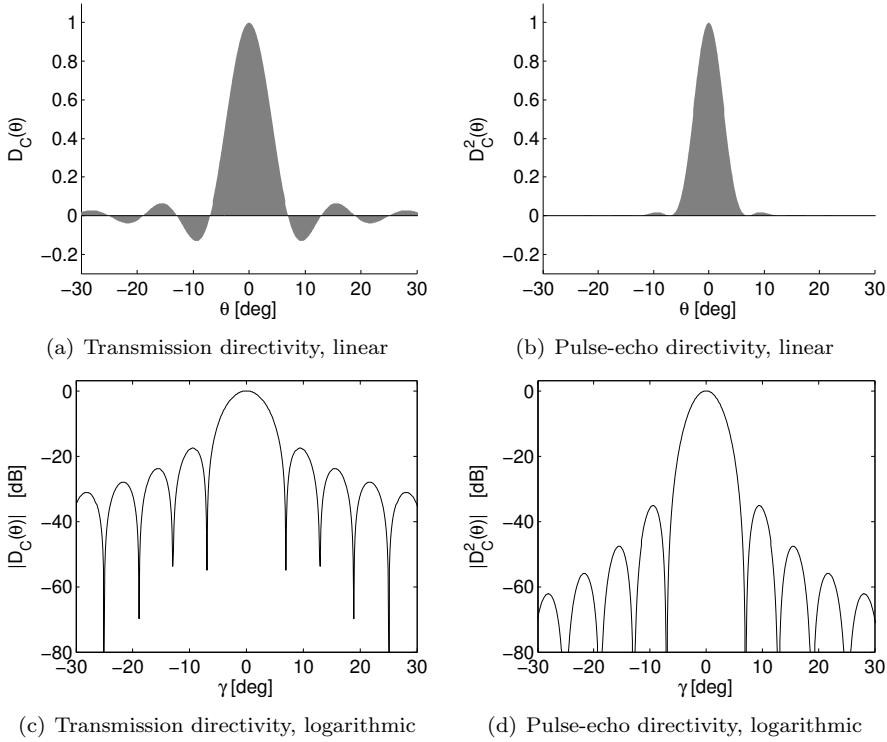 1
0.8
0.6
0.4
0.2
0
−0.2
D_C(θ)
−30 −20 −10 0 10 20 30
θ [deg]
(a) Transmission directivity, linear
1
0.8
0.6
0.4
0.2
0
−0.2
D_C^2(θ)
−30 −20 −10 0 10 20 30
θ [deg]
(b) Pulse-echo directivity, linear
0
−20
−40
−60
−80
|D_C(θ)| [dB]
−30 −20 −10 0 10 20 30
γ [deg]
(c) Transmission directivity, logarithmic
0
−20
−40
−60
−80
|D_C^2(θ)| [dB]
−30 −20 −10 0 10 20 30
γ [deg]
(d) Pulse-echo directivity, logarithmic